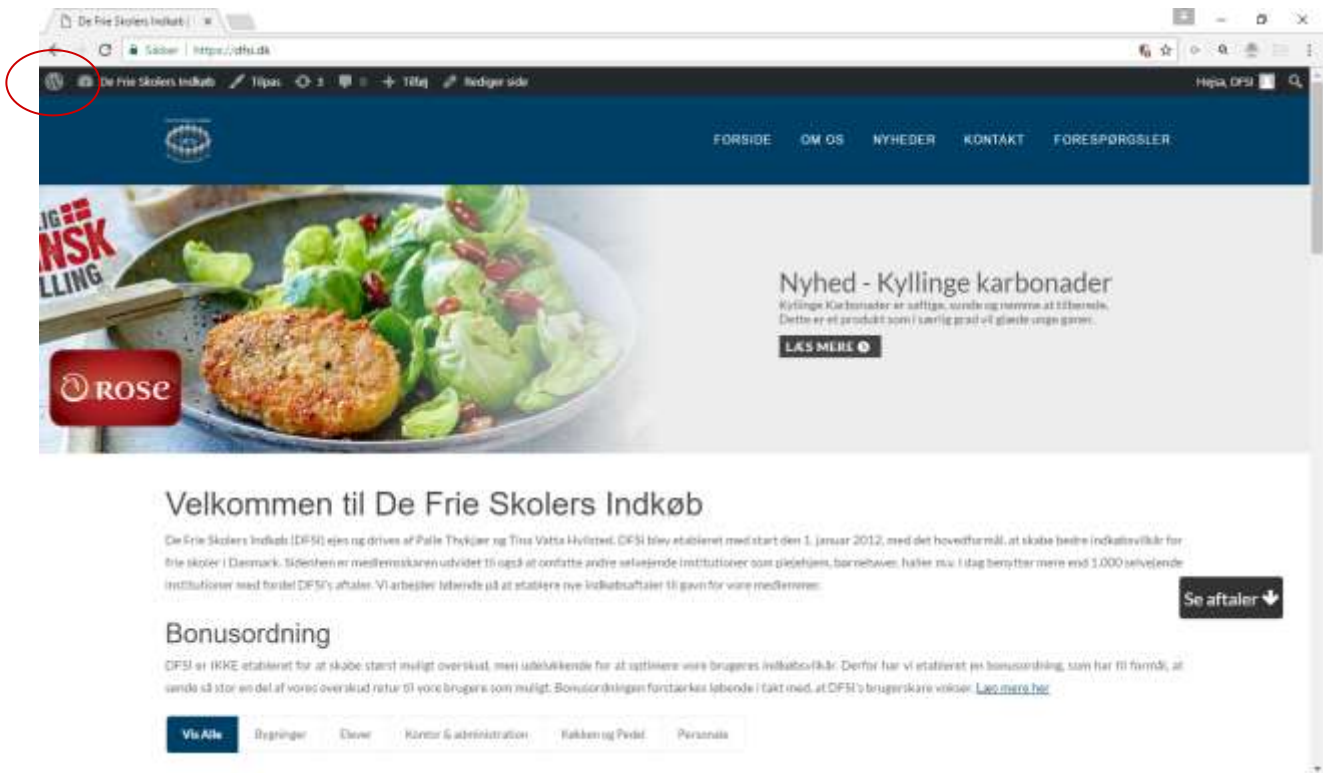 De Frie Skolers Indkøb |
Sikker | https://dfsi.dk
De Frie Skolers Indkøb Tilpas 3 0 Tilføj Rediger side Hejsa, DFSI
FORSIDE OM OS NYHEDER KONTAKT FORESPØRGSLER
IG
NSK
LLING
ROSE
Nyhed - Kyllinge karbonader
Kyllinge Karbonader er saftige, sunde og nemme at tilberede.
Dette er et produkt som i særlig grad vil glæde unge ganer.
LÆS MERE
Velkommen til De Frie Skolers Indkøb
De Frie Skolers Indkøb (DFSI) ejes og drives af Palle Thykjær og Tina Vatta Hvilsted. DFSI blev etableret med start den 1. januar 2012, med det hovedformål, at skabe bedre indkøbsvilkår for
frie skoler i Danmark. Sidenhen er medlemsskaren udvidet til også at omfatte andre selvejende institutioner som plejehjem, børnehaver, haller m.v. I dag benytter mere end 1.000 selvejende
institutioner med fordel DFSI's aftaler. Vi arbejder løbende på at etablere nye indkøbsaftaler til gavn for vore medlemmer.
Se aftaler
Bonusordning
DFSI er IKKE etableret for at skabe størst muligt overskud, men udelukkende for at optimere vore brugeres indkøbsvilkår. Derfor har vi etableret en bonusordning, som har til formål, at
sende så stor en del af vores overskud retur til vore brugere som muligt. Bonusordningen forstærkes løbende i takt med, at DFSI's brugerskare vokser. Læs mere her
Vis Alle Bygninger Elever Kontor & administration Køkken og Pedel Personale